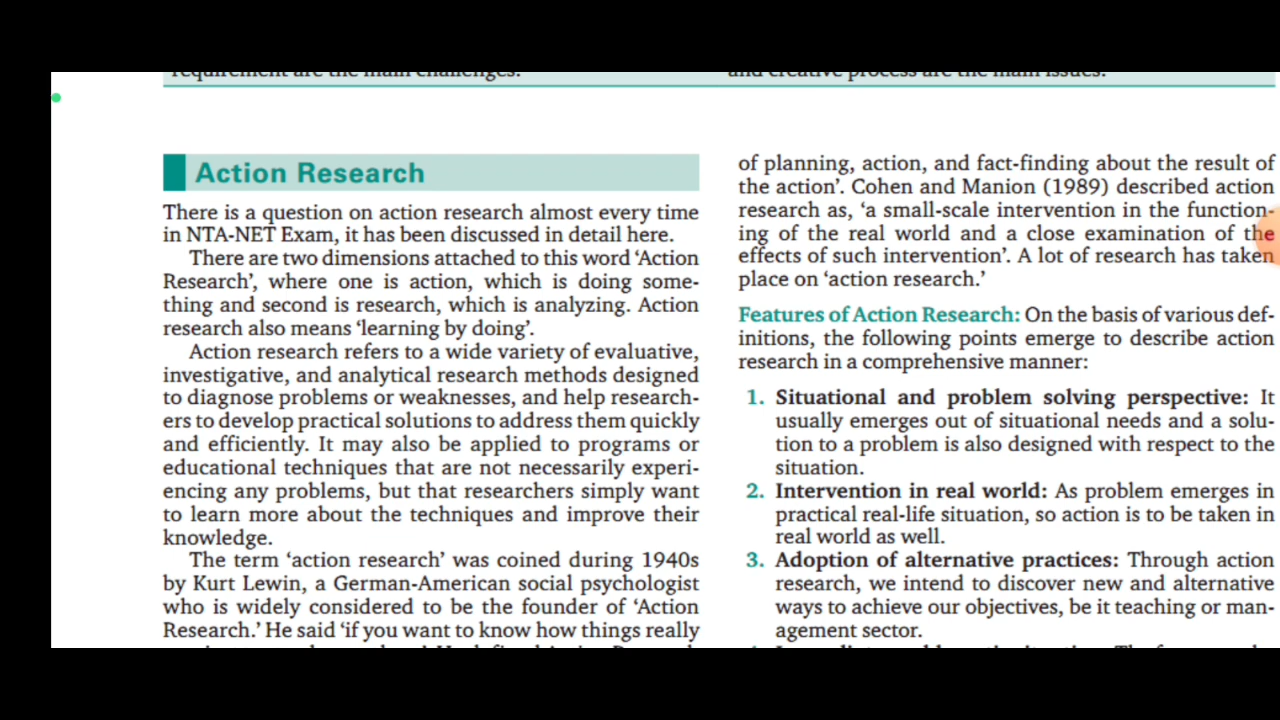 requirement are the main challenges.
and creative process are the main issues.
Action Research
There is a question on action research almost every time
in NTA-NET Exam, it has been discussed in detail here.
There are two dimensions attached to this word ‘Action
Research’, where one is action, which is doing some-
thing and second is research, which is analyzing. Action
research also means ‘learning by doing’.
Action research refers to a wide variety of evaluative,
investigative, and analytical research methods designed
to diagnose problems or weaknesses, and help research-
ers to develop practical solutions to address them quickly
and efficiently. It may also be applied to programs or
educational techniques that are not necessarily experi-
encing any problems, but that researchers simply want
to learn more about the techniques and improve their
knowledge.
The term ‘action research’ was coined during 1940s
by Kurt Lewin, a German-American social psychologist
who is widely considered to be the founder of ‘Action
Research.’ He said ‘if you want to know how things really
of planning, action, and fact-finding about the result of
the action’. Cohen and Manion (1989) described action
research as, ‘a small-scale intervention in the function-
ing of the real world and a close examination of the
effects of such intervention’. A lot of research has taken
place on ‘action research.’
Features of Action Research: On the basis of various def-
initions, the following points emerge to describe action
research in a comprehensive manner:
1. Situational and problem solving perspective: It
usually emerges out of situational needs and a solu-
tion to a problem is also designed with respect to the
situation.
2. Intervention in real world: As problem emerges in
practical real-life situation, so action is to be taken in
real world as well.
3. Adoption of alternative practices: Through action
research, we intend to discover new and alternative
ways to achieve our objectives, be it teaching or man-
agement sector.